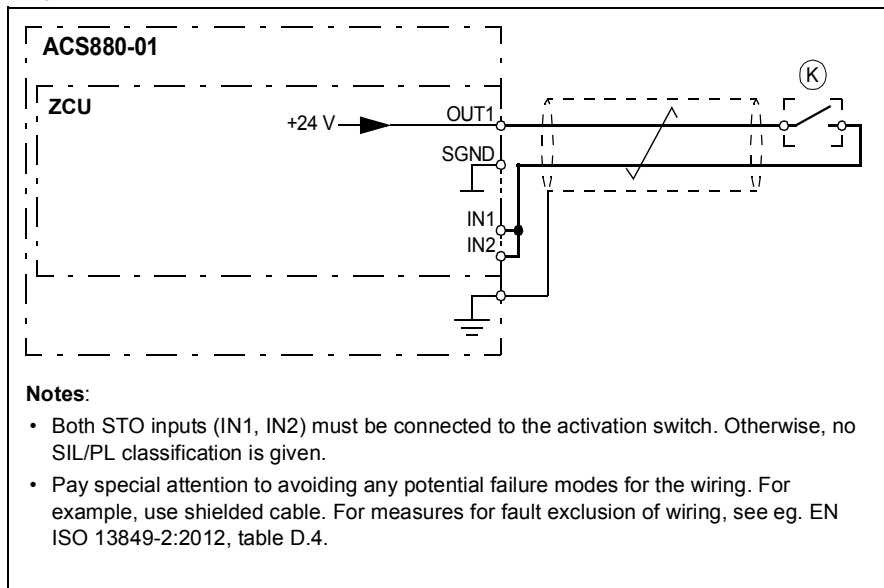 ACS880-01
K
ZCU
OUT1
+24 V
SGND
IN1
IN2
Notes:
• Both STO inputs (IN1, IN2) must be connected to the activation switch. Otherwise, no
SIL/PL classification is given.
• Pay special attention to avoiding any potential failure modes for the wiring. For
example, use shielded cable. For measures for fault exclusion of wiring, see eg. EN
ISO 13849-2:2012, table D.4.